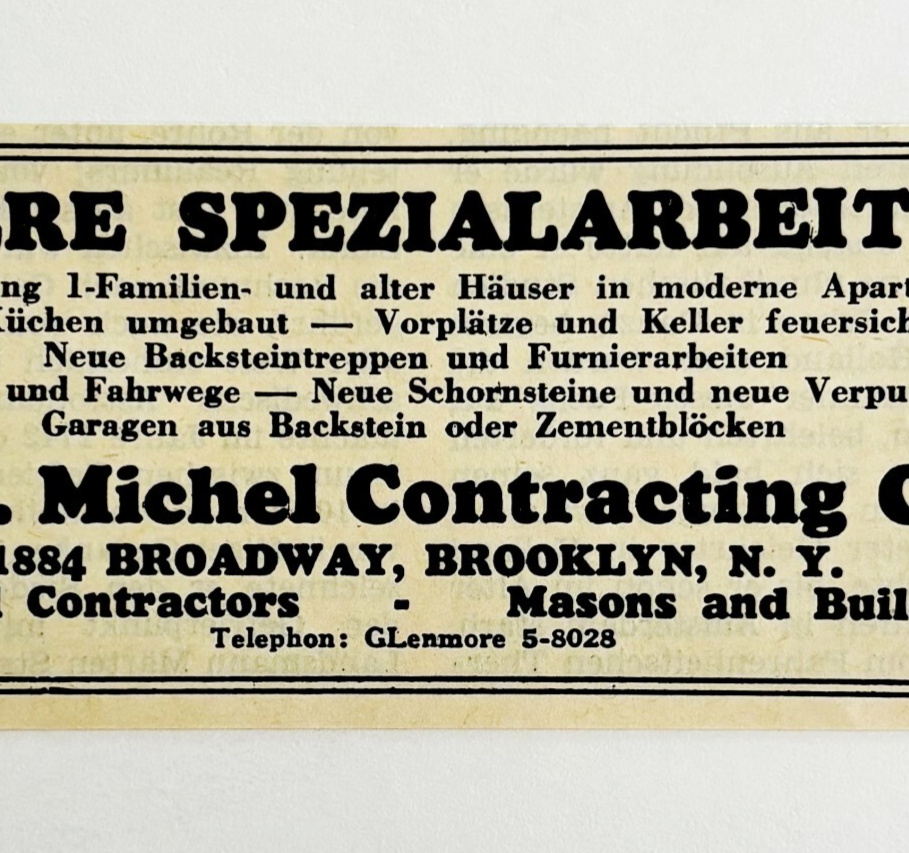 ERE SPEZIALARBEIT
ng 1-Familien- und alter Häuser in moderne Apart
Küchen umgebaut — Vorplätze und Keller feuersich
Neue Backsteintreppen und Furnierarbeiten
und Fahrwege — Neue Schornsteine und neue Verpu
Garagen aus Backstein oder Zementblöcken
. Michel Contracting C
1884 BROADWAY, BROOKLYN, N. Y.
Contractors - Masons and Buil
Telephon: GLenmore 5-8028